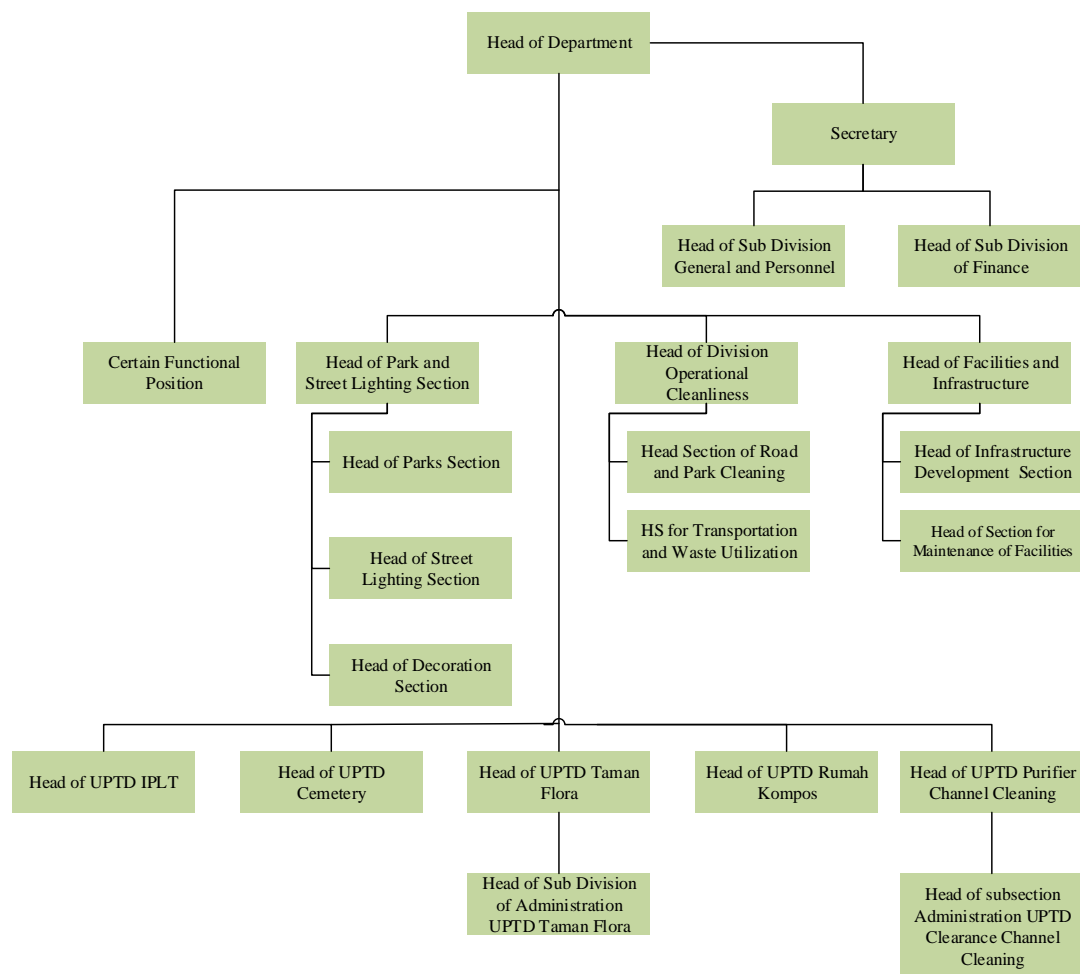 Head of Department
Secretary
Head of Sub Division
General and Personnel
Head of Sub Division
of Finance
Certain Functional
Position
Head of Park and
Street Lighting Section
Head of Division
Operational
Cleanliness
Head of Facilities and
Infrastructure
Head of Parks Section
Head Section of Road
and Park Cleaning
Head of Infrastructure
Development Section
Head of Street
Lighting Section
HS for Transportation
and Waste Utilization
Head of Section for
Maintenance of Facilities
Head of Decoration
Section
Head of UPTD IPLT
Head of UPTD
Cemetery
Head of UPTD Taman
Flora
Head of UPTD Rumah
Kompos
Head of UPTD Purifier
Channel Cleaning
Head of Sub Division
of Administration
UPTD Taman Flora
Head of subsection
Administration UPTD
Clearance Channel
Cleaning